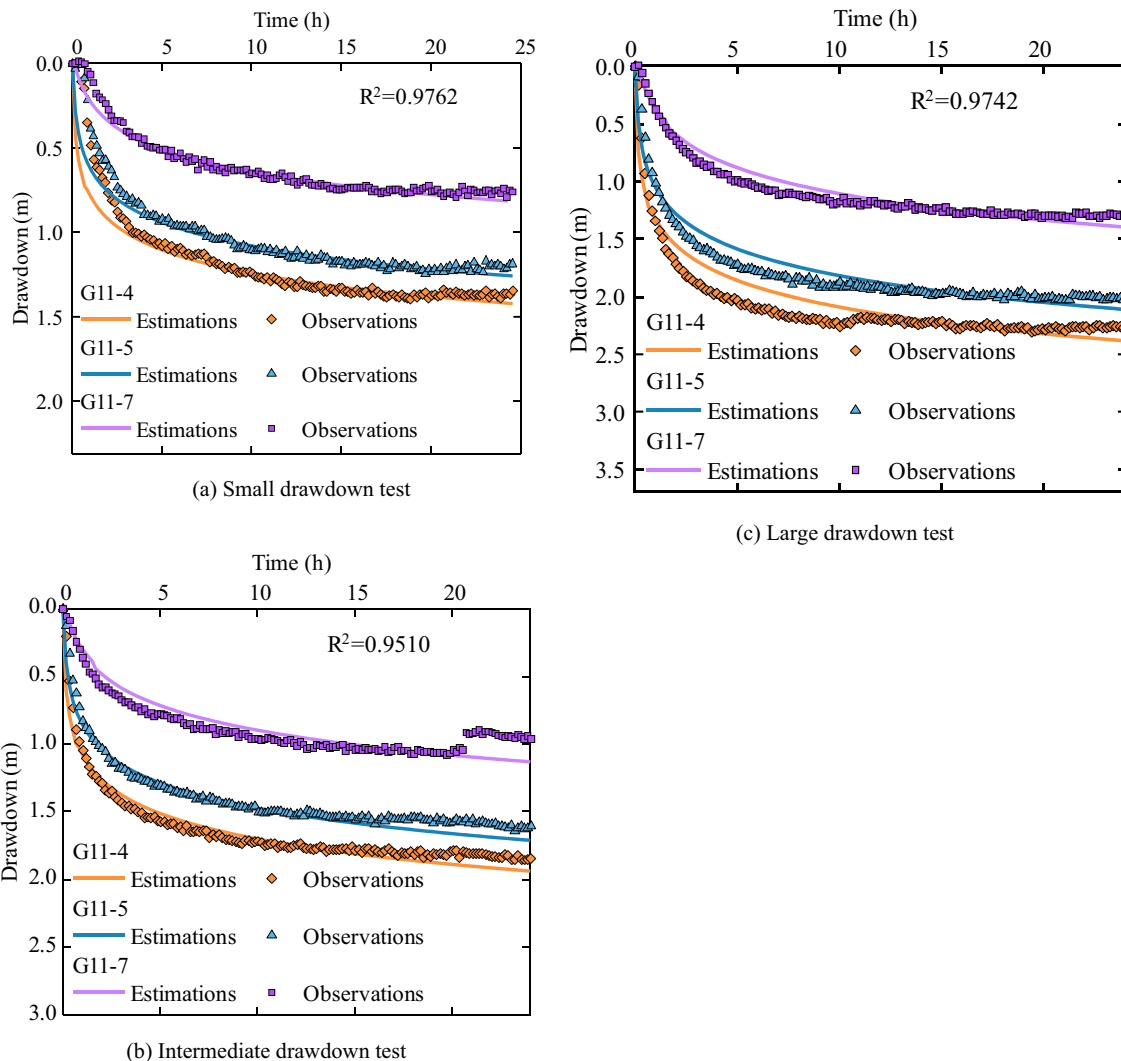 Time (h)
0 5 10 15 20 25
0.0
0.5
1.0
1.5
2.0
Drawdown (m)
R²=0.9762
G11-4
Estimations Observations
G11-5
Estimations Observations
G11-7
Estimations Observations
(a) Small drawdown test
Time (h)
0 5 10 15 20
0.0
0.5
1.0
1.5
2.0
2.5
3.0
3.5
Drawdown (m)
R²=0.9742
G11-4
Estimations Observations
G11-5
Estimations Observations
G11-7
Estimations Observations
(c) Large drawdown test
Time (h)
0 5 10 15 20
0.0
0.5
1.0
1.5
2.0
2.5
3.0
Drawdown (m)
R²=0.9510
G11-4
Estimations Observations
G11-5
Estimations Observations
G11-7
Estimations Observations
(b) Intermediate drawdown test